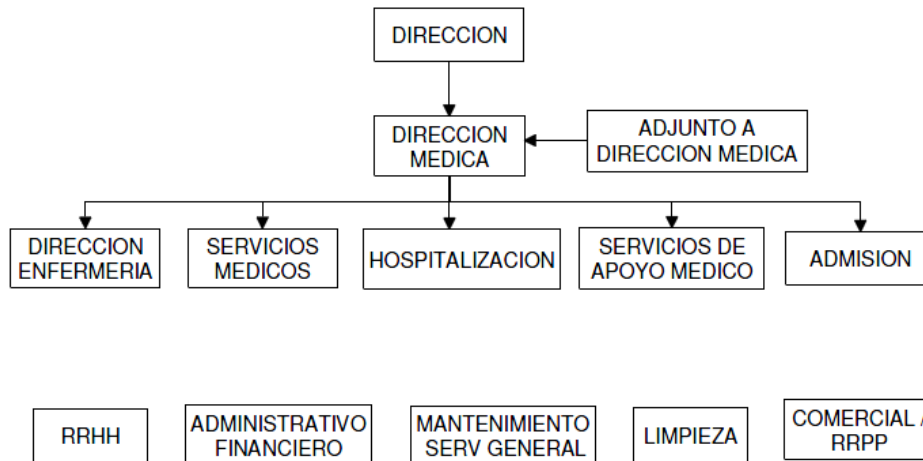 DIRECCION
DIRECCION
MEDICA
ADJUNTO A
DIRECCION MEDICA
DIRECCION
ENFERMERIA
SERVICIOS
MEDICOS
HOSPITALIZACION
SERVICIOS DE
APOYO MEDICO
ADMISION
RRHH
ADMINISTRATIVO
FINANCIERO
MANTENIMIENTO
SERV GENERAL
LIMPIEZA
COMERCIAL /
RRPP